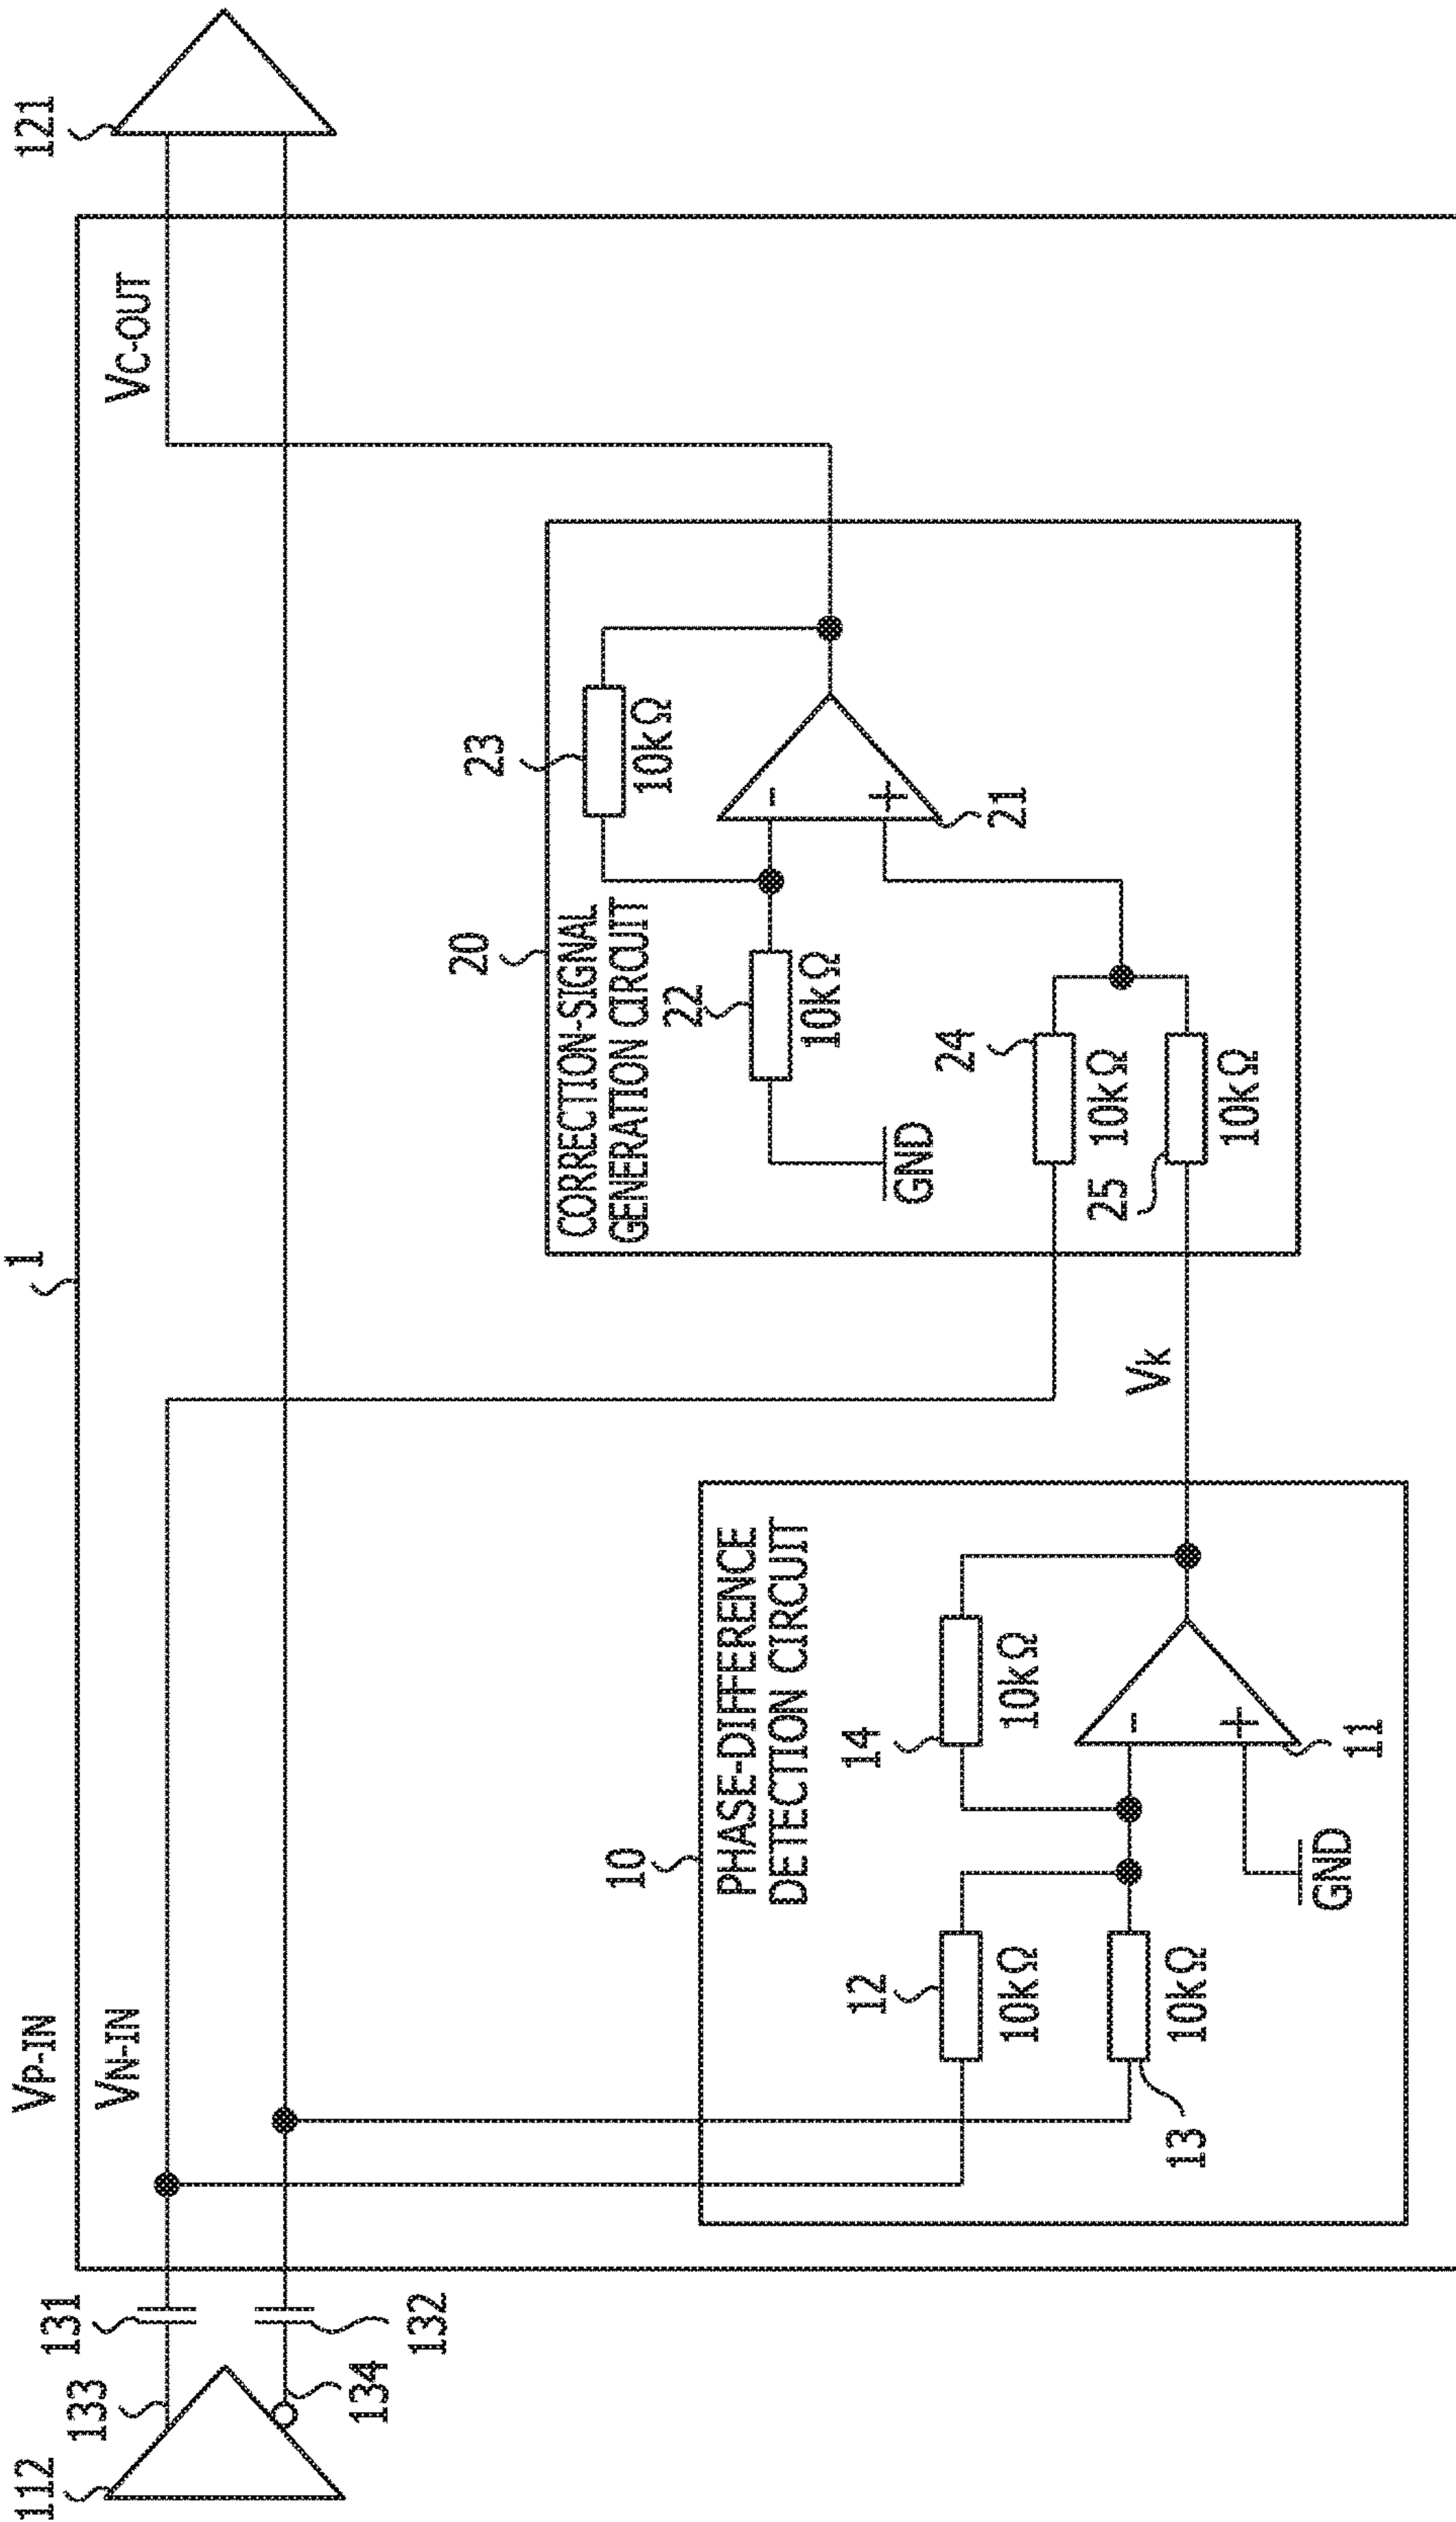 1
VP-IN
VN-IN
VC-OUT
112
133
131
134
132
121
10
PHASE-DIFFERENCE
DETECTION CIRCUIT
12
10kΩ
13
10kΩ
14
10kΩ
-
+
11
GND
VK
20
CORRECTION-SIGNAL
GENERATION CIRCUIT
22
10kΩ
23
10kΩ
-
+
21
GND
24
10kΩ
25
10kΩ